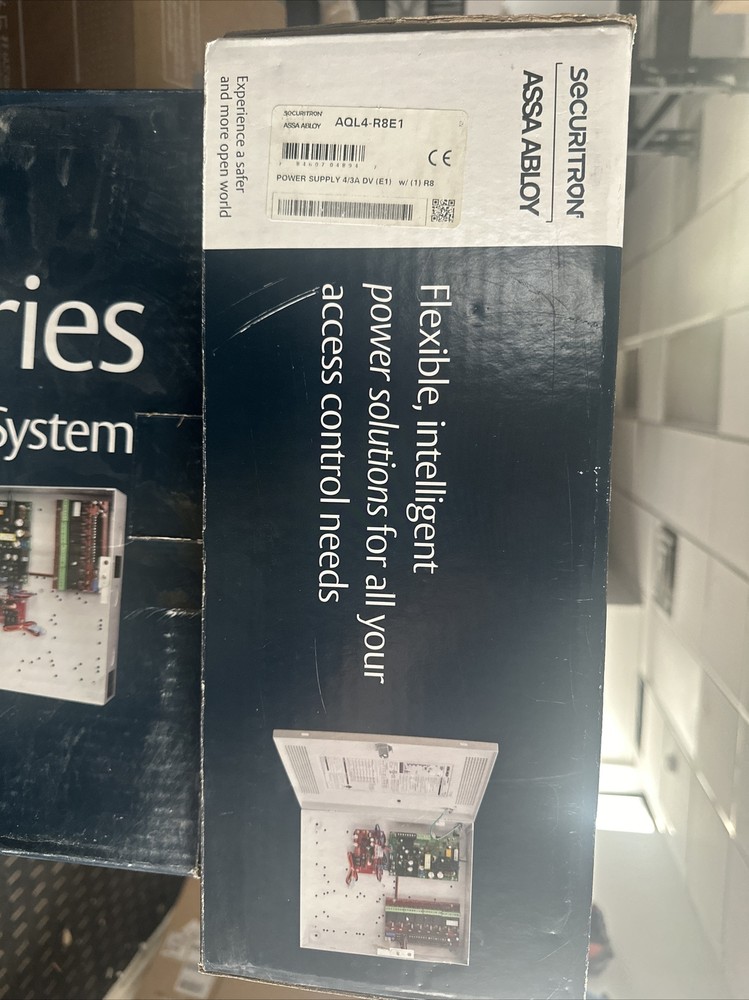 SECURITRON
ASSA ABLOY
Experience a safer
and more open world
SECURITRON
ASSA ABLOY
AQL4-R8E1
CE
POWER SUPPLY 4/3A DV (E1) w/ (1) R8
Flexible, intelligent
power solutions for all your
access control needs
ries
System